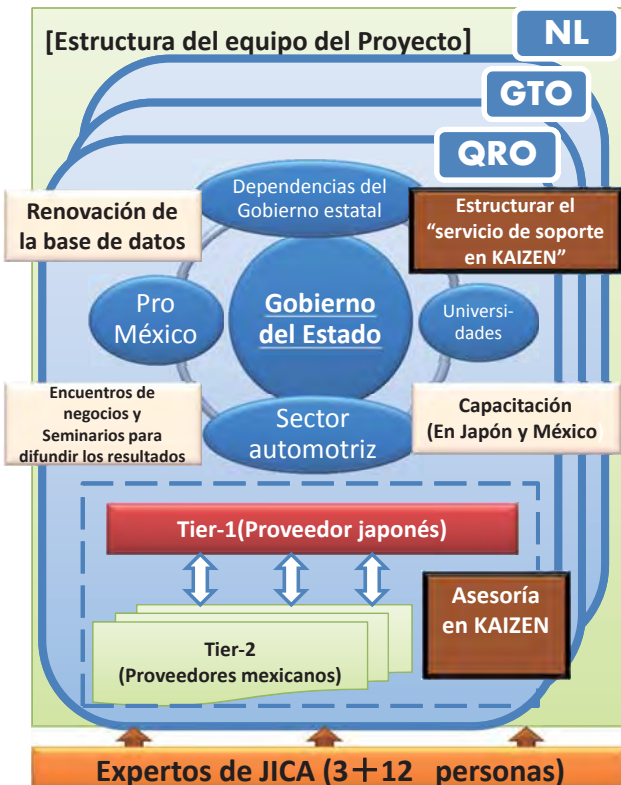 [Estructura del equipo del Proyecto]
NL
GTO
QRO
Dependencias del
Gobierno estatal
Renovación de
la base de datos
Estructurar el
“servicio de soporte
en KAIZEN”
Pro
México
Gobierno
del Estado
Universi-
dades
Encuentros de
negocios y
Seminarios para
difundir los resultados
Sector
automotriz
Capacitación
(En Japón y México)
Tier-1(Proveedor japonés)
Tier-2
(Proveedores mexicanos)
Asesoría
en KAIZEN
Expertos de JICA (3+12 personas)